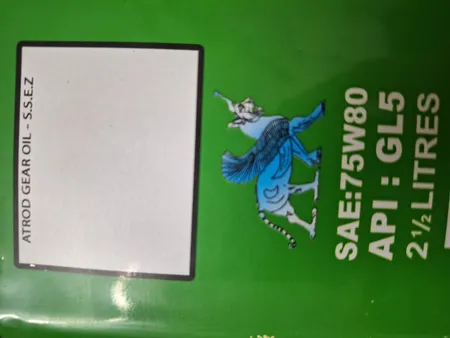 ATROD GEAR OIL - S.S.E.Z
SAE:75W80
API : GL5
2 1/2 LITRES